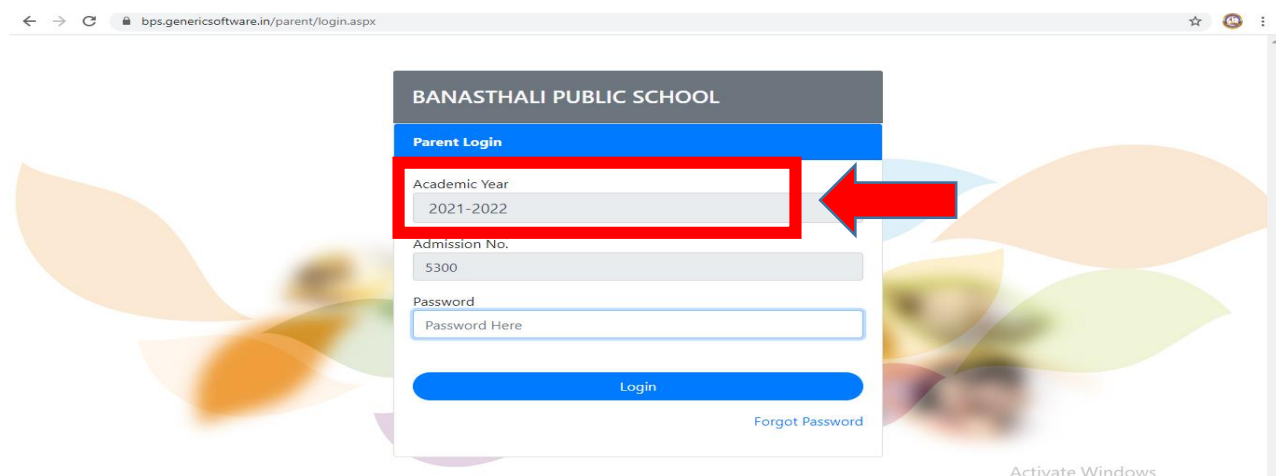 bps.genericsoftware.in/parent/login.aspx
BANASTHALI PUBLIC SCHOOL
Parent Login
Academic Year
2021-2022
Admission No.
5300
Password
Password Here
Login
Forgot Password
Activate Windows